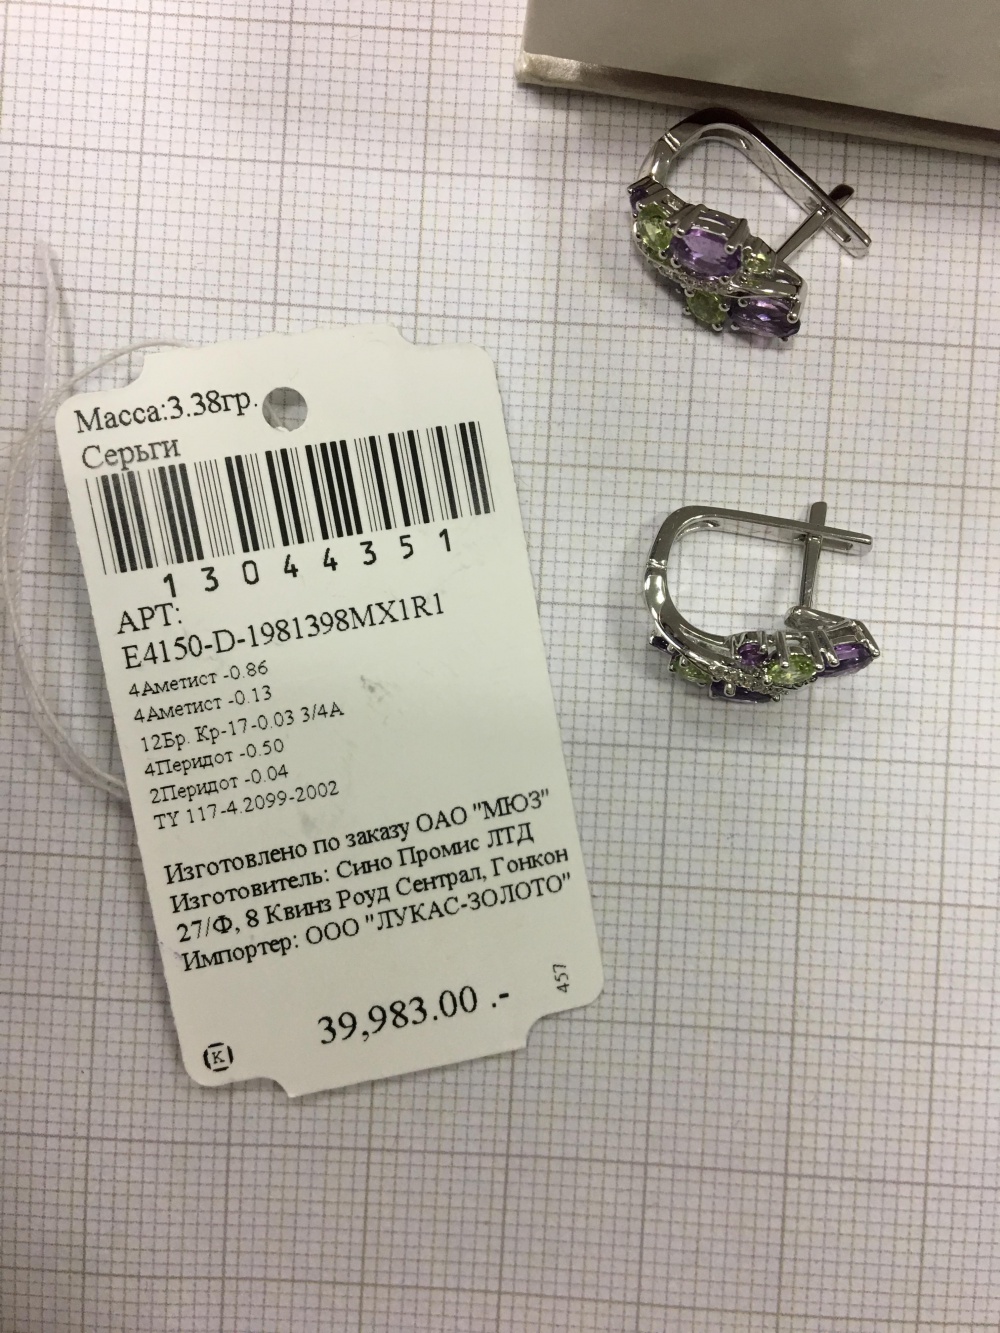 Масса:3.38гр.
Серьги
13044351
АРТ:
E4150-D-1981398MX1R1
4Аметист -0.86
4Аметист -0.13
12Бр. Кр-17-0.03 3/4А
4Перидот -0.50
2Перидот -0.04
ТУ 117-4.2099-2002
Изготовлено по заказу ОАО "МЮЗ"
Изготовитель: Сино Промис ЛТД
27/Ф, 8 Квинз Роуд Сентрал, Гонкон
Импортер: ООО "ЛУКАС-ЗОЛОТО"
457
39,983.00 .-
К